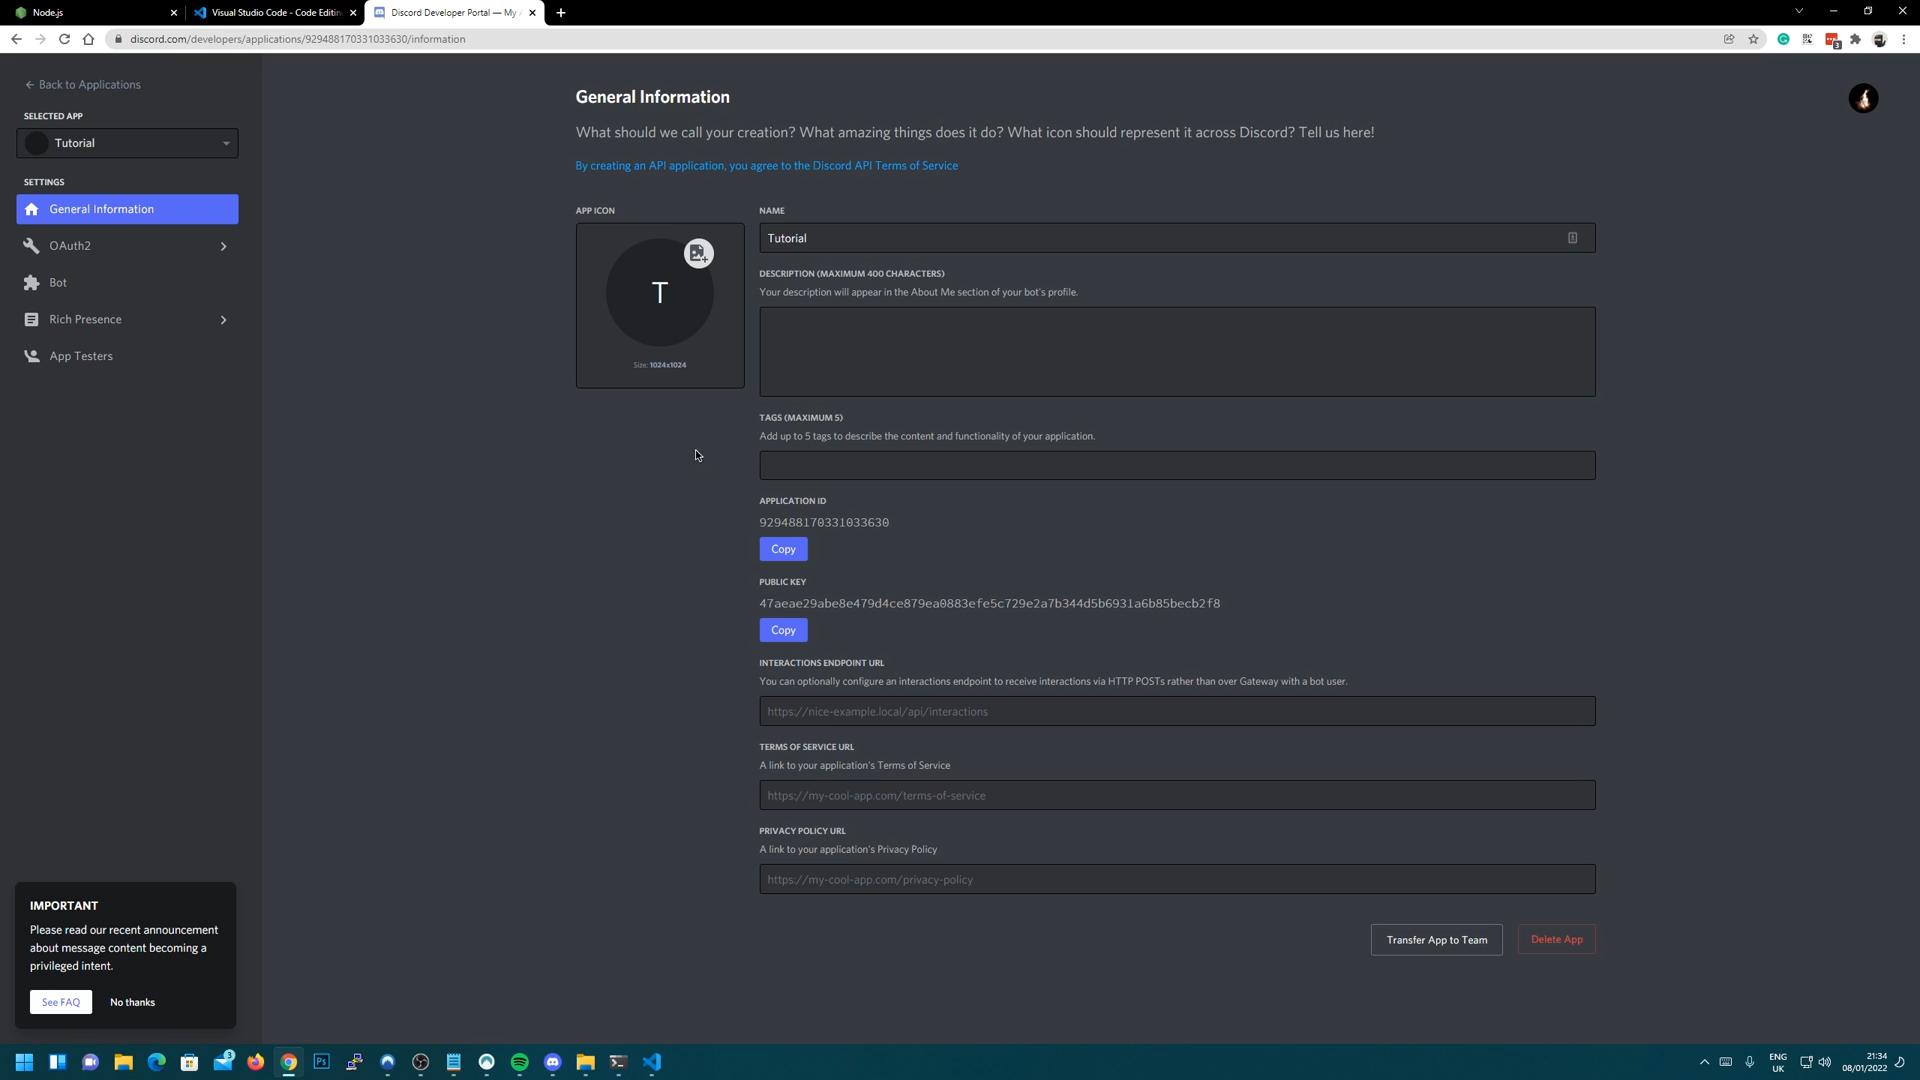 Node.js
Visual Studio Code - Code Editin
Discord Developer Portal — My A
discord.com/developers/applications/929488170331033630/information
3
← Back to Applications
SELECTED APP
Tutorial
SETTINGS
General Information
OAuth2
Bot
Rich Presence
App Testers
General Information
What should we call your creation? What amazing things does it do? What icon should represent it across Discord? Tell us here!
By creating an API application, you agree to the Discord API Terms of Service
APP ICON
T
Size: 1024x1024
NAME
Tutorial
DESCRIPTION (MAXIMUM 400 CHARACTERS)
Your description will appear in the About Me section of your bot's profile.
TAGS (MAXIMUM 5)
Add up to 5 tags to describe the content and functionality of your application.
APPLICATION ID
929488170331033630
Copy
PUBLIC KEY
47aeae29abe8e479d4ce879ea0883efe5c729e2a7b344d5b6931a6b85becb2f8
Copy
INTERACTIONS ENDPOINT URL
You can optionally configure an interactions endpoint to receive interactions via HTTP POSTs rather than over Gateway with a bot user.
https://nice-example.local/api/interactions
TERMS OF SERVICE URL
A link to your application's Terms of Service
https://my-cool-app.com/terms-of-service
PRIVACY POLICY URL
A link to your application's Privacy Policy
https://my-cool-app.com/privacy-policy
Transfer App to Team
Delete App
IMPORTANT
Please read our recent announcement
about message content becoming a
privileged intent.
See FAQ
No thanks
3
Ps
ENG
UK
21:34
08/01/2022